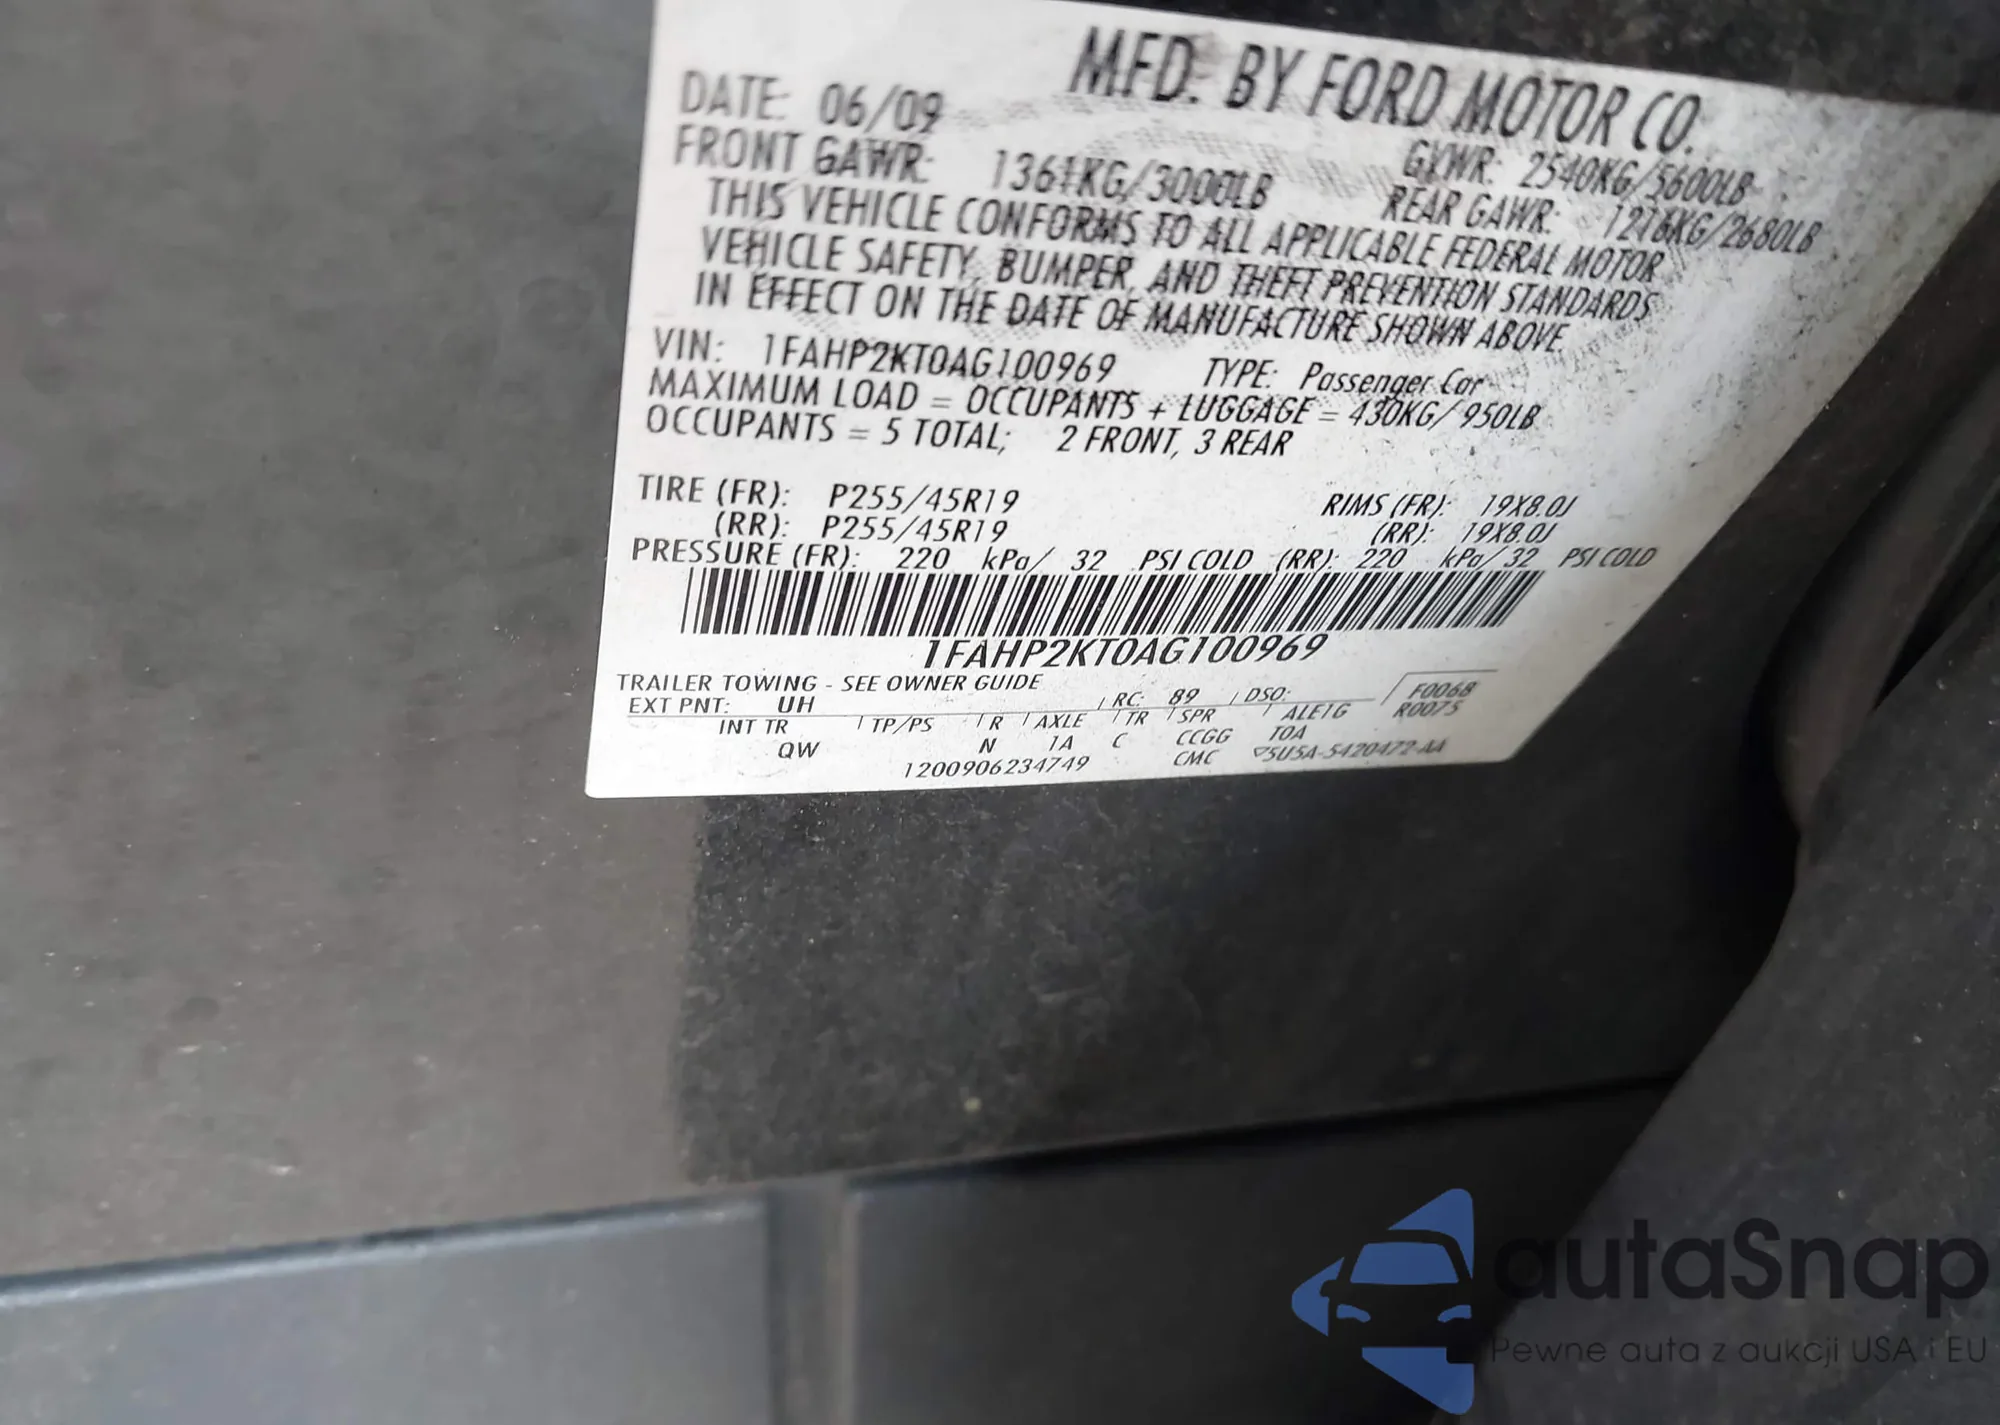 MFD. BY FORD MOTOR CO.
DATE: 06/09 GVWR: 2540KG/5600LB
FRONT GAWR: 1361KG/3000LB REAR GAWR: 1216KG/2680LB
THIS VEHICLE CONFORMS TO ALL APPLICABLE FEDERAL MOTOR
VEHICLE SAFETY, BUMPER, AND THEFT PREVENTION STANDARDS
IN EFFECT ON THE DATE OF MANUFACTURE SHOWN ABOVE.
VIN: 1FAHP2KT0AG100969 TYPE: Passenger Car
MAXIMUM LOAD = OCCUPANTS + LUGGAGE = 430KG/950LB
OCCUPANTS = 5 TOTAL; 2 FRONT, 3 REAR
TIRE (FR): P255/45R19 RIMS (FR): 19X8.0J
(RR): P255/45R19 (RR): 19X8.0J
PRESSURE (FR): 220 kPa/ 32 PSI COLD (RR): 220 kPa/ 32 PSI COLD
1FAHP2KT0AG100969
TRAILER TOWING - SEE OWNER GUIDE
EXT PNT: UH RC: 89 DSO: F0068
R0075
INT TR TP/PS R AXLE TR SPR ALE1G
QW N 1A C CCGG TOA
1200906234749 CMC ▽5U5A-5420472-AA
autaSnap
Pewne auta z aukcji USA i EU